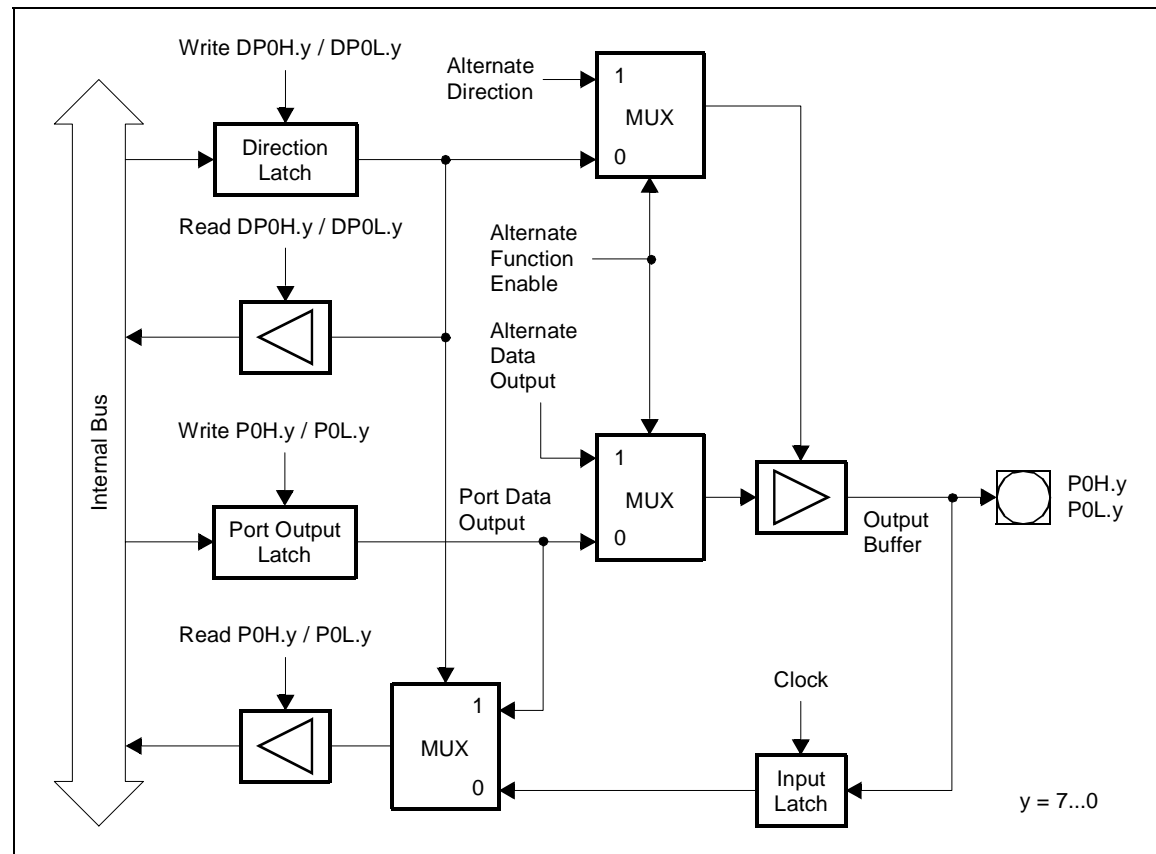 Write DP0H.y / DP0L.y
Alternate
Direction
1
MUX
0
Direction
Latch
Read DP0H.y / DP0L.y
Alternate
Function
Enable
Alternate
Data
Output
Internal Bus
Write P0H.y / P0L.y
Port Output
Latch
Port Data
Output
1
MUX
0
Output
Buffer
P0H.y
P0L.y
Read P0H.y / P0L.y
1
MUX
0
Clock
Input
Latch
y = 7...0